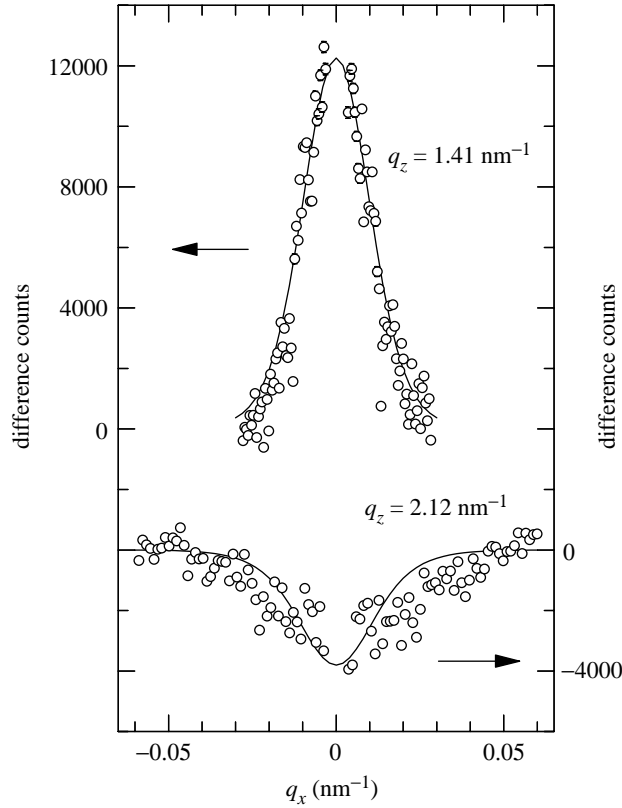 12000
8000
4000
0
difference counts
q_z = 1.41 nm⁻¹
difference counts
q_z = 2.12 nm⁻¹
0
−4000
−0.05
0
0.05
q_x (nm⁻¹)